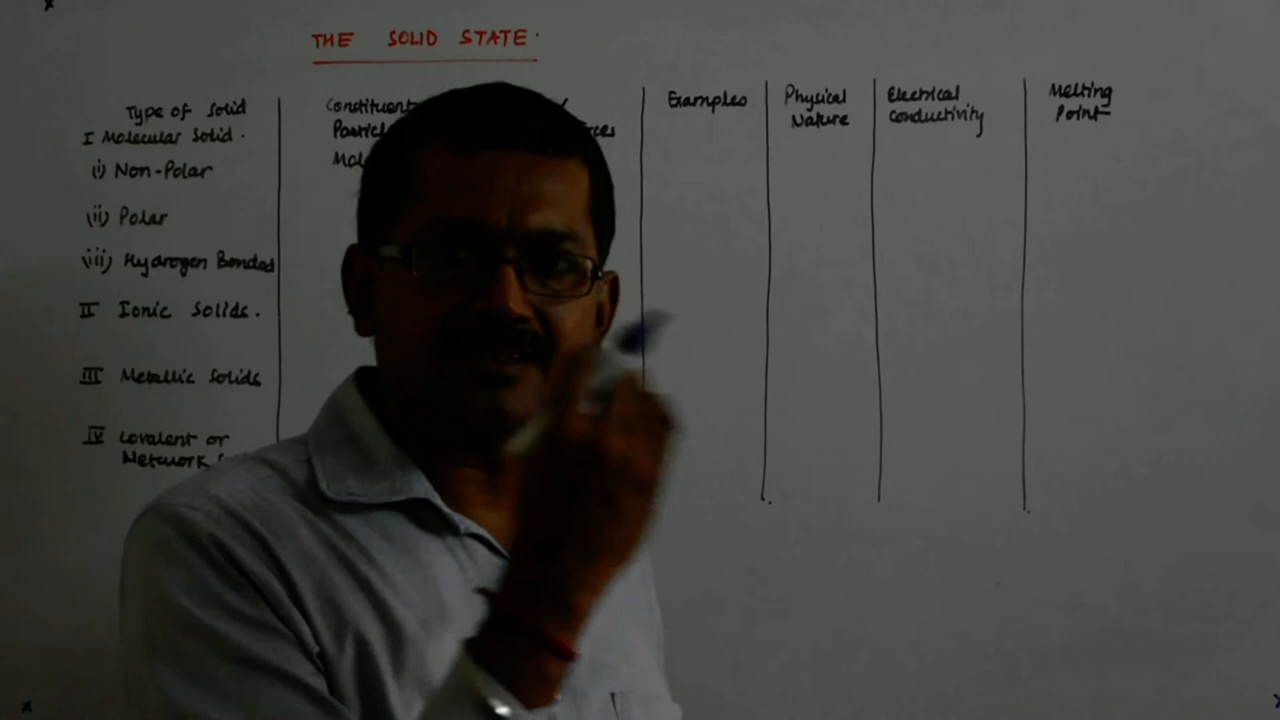 THE SOLID STATE.
Type of Solid
Examples
Physical
Nature
Electrical
Conductivity
Melting
Point
I Molecular Solid.
(i) Non-Polar
(ii) Polar
(iii) Hydrogen Bonded
II Ionic Solids.
III Metallic Solids
IV Covalent or
Network